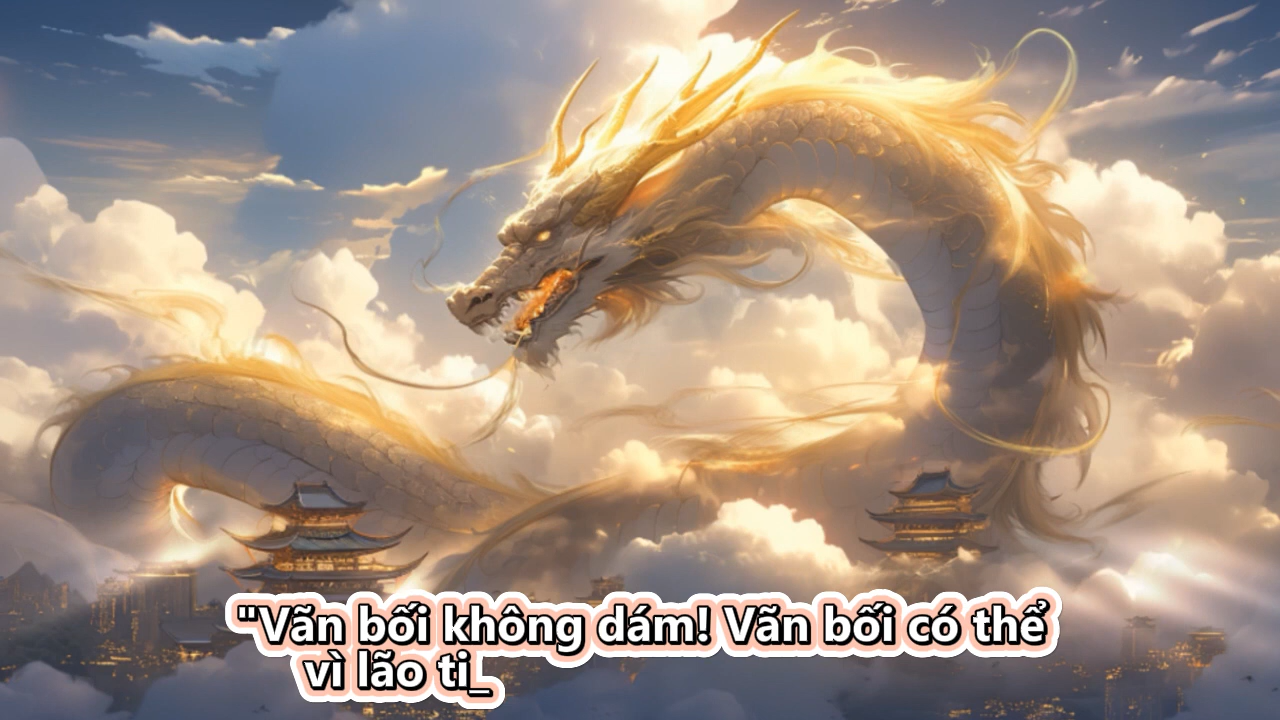 "Vãn bối không dám! Vãn bối có thể
vì lão ti_